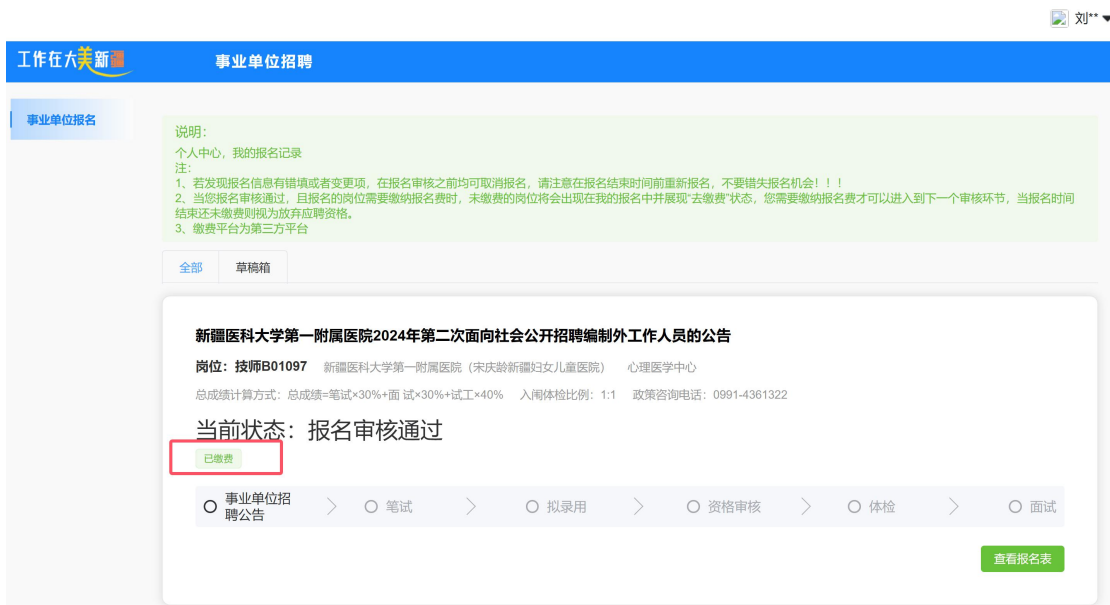 刘**
工作在大美新疆
事业单位招聘
事业单位报名
说明：
个人中心，我的报名记录
注：
1、若发现报名信息有错填或者变更项，在报名审核之前均可取消报名，请注意在报名结束时间前重新报名，不要错失报名机会！！！
2、当您报名审核通过，且报名的岗位需要缴纳报名费时，未缴费的岗位将会出现在我的报名中并展现“去缴费”状态，您需要缴纳报名费才可以进入到下一个审核环节，当报名时间
结束还未缴费则视为放弃应聘资格。
3、缴费平台为第三方平台
全部 草稿箱
新疆医科大学第一附属医院2024年第二次面向社会公开招聘编制外工作人员的公告
岗位：技师B01097 新疆医科大学第一附属医院（宋庆龄新疆妇女儿童医院） 心理医学中心
总成绩计算方式：总成绩=笔试×30%+面 试×30%+试工×40% 入闱体检比例：1:1 政策咨询电话：0991-4361322
当前状态：报名审核通过
已缴费
事业单位招
聘公告
笔试
拟录用
资格审核
体检
面试
查看报名表